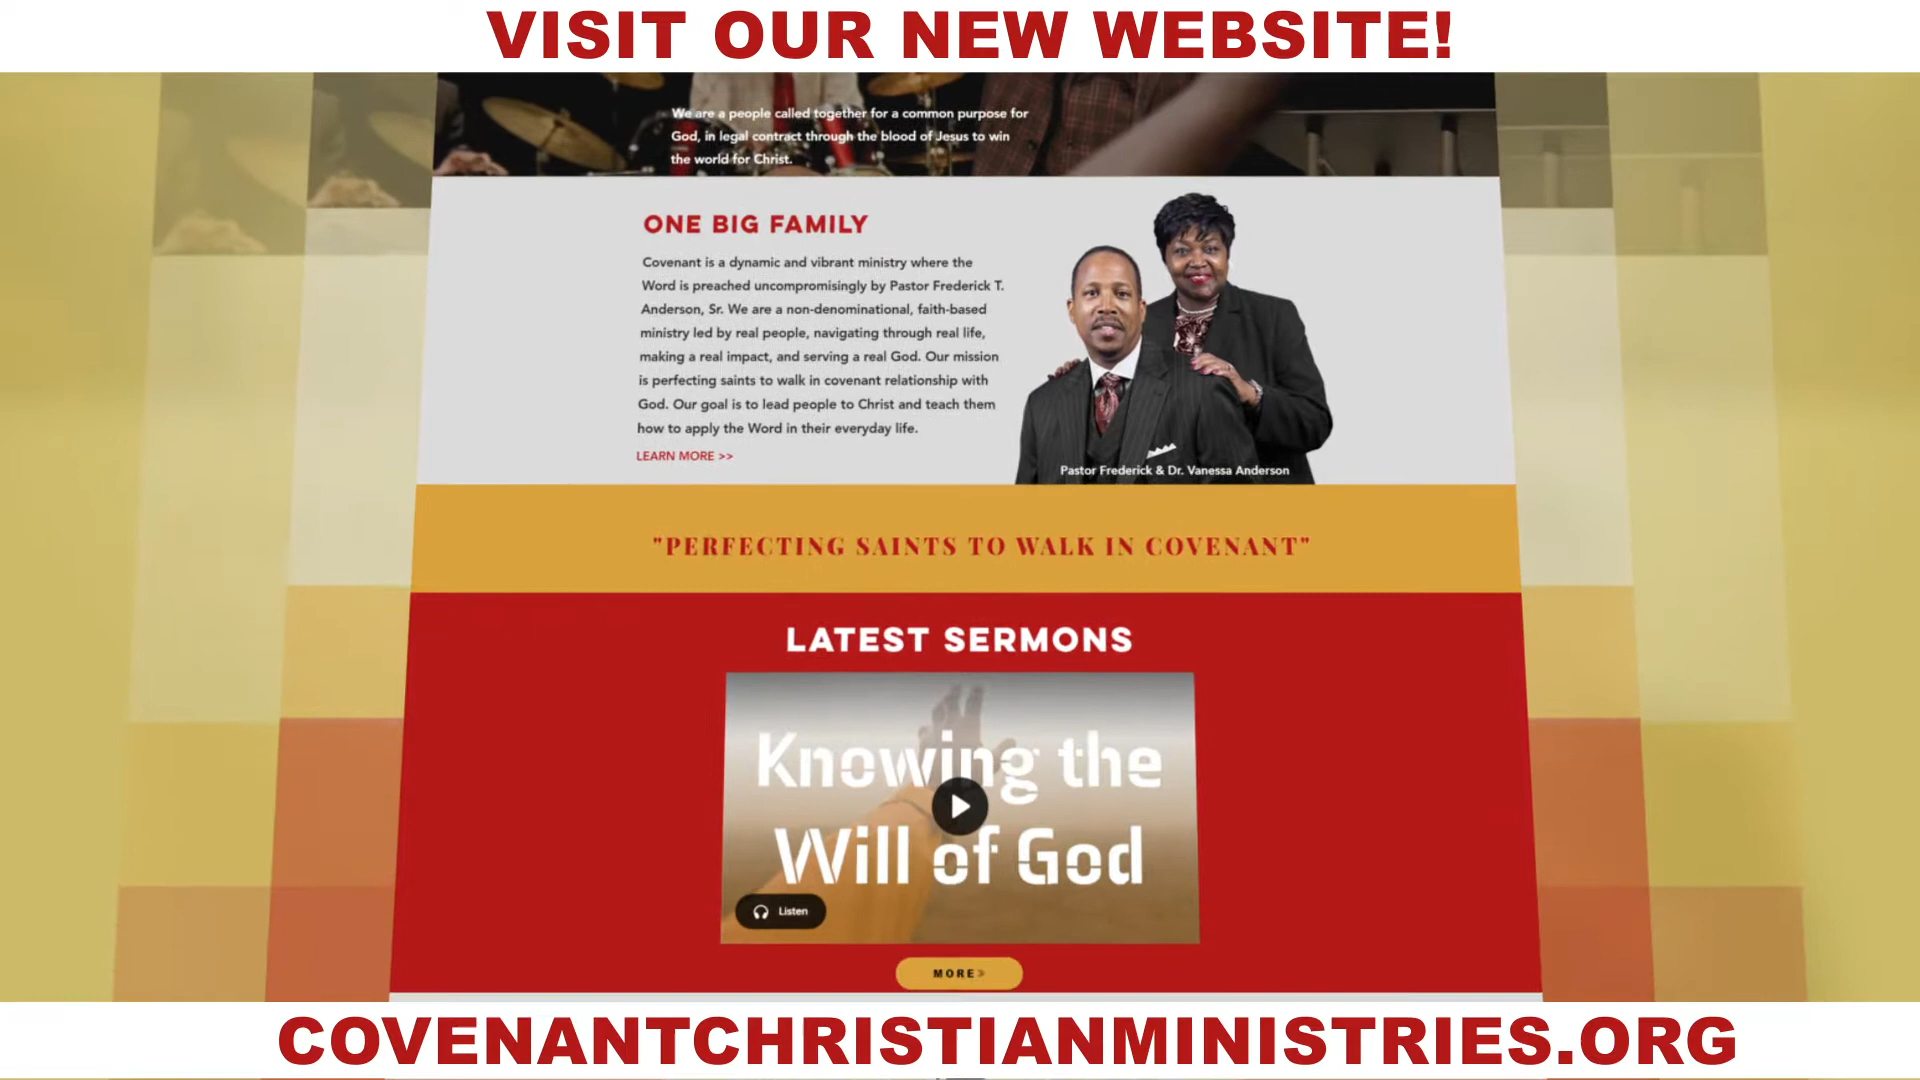 VISIT OUR NEW WEBSITE!
We are a people called together for a common purpose for
God, in legal contract through the blood of Jesus to win
the world for Christ.
ONE BIG FAMILY
Covenant is a dynamic and vibrant ministry where the
Word is preached uncompromisingly by Pastor Frederick T.
Anderson, Sr. We are a non-denominational, faith-based
ministry led by real people, navigating through real life,
making a real impact, and serving a real God. Our mission
is perfecting saints to walk in covenant relationship with
God. Our goal is to lead people to Christ and teach them
how to apply the Word in their everyday life.
LEARN MORE >>
Pastor Frederick & Dr. Vanessa Anderson
"PERFECTING SAINTS TO WALK IN COVENANT"
LATEST SERMONS
Knowing the
Will of God
Listen
MORE»
COVENANTCHRISTIANMINISTRIES.ORG